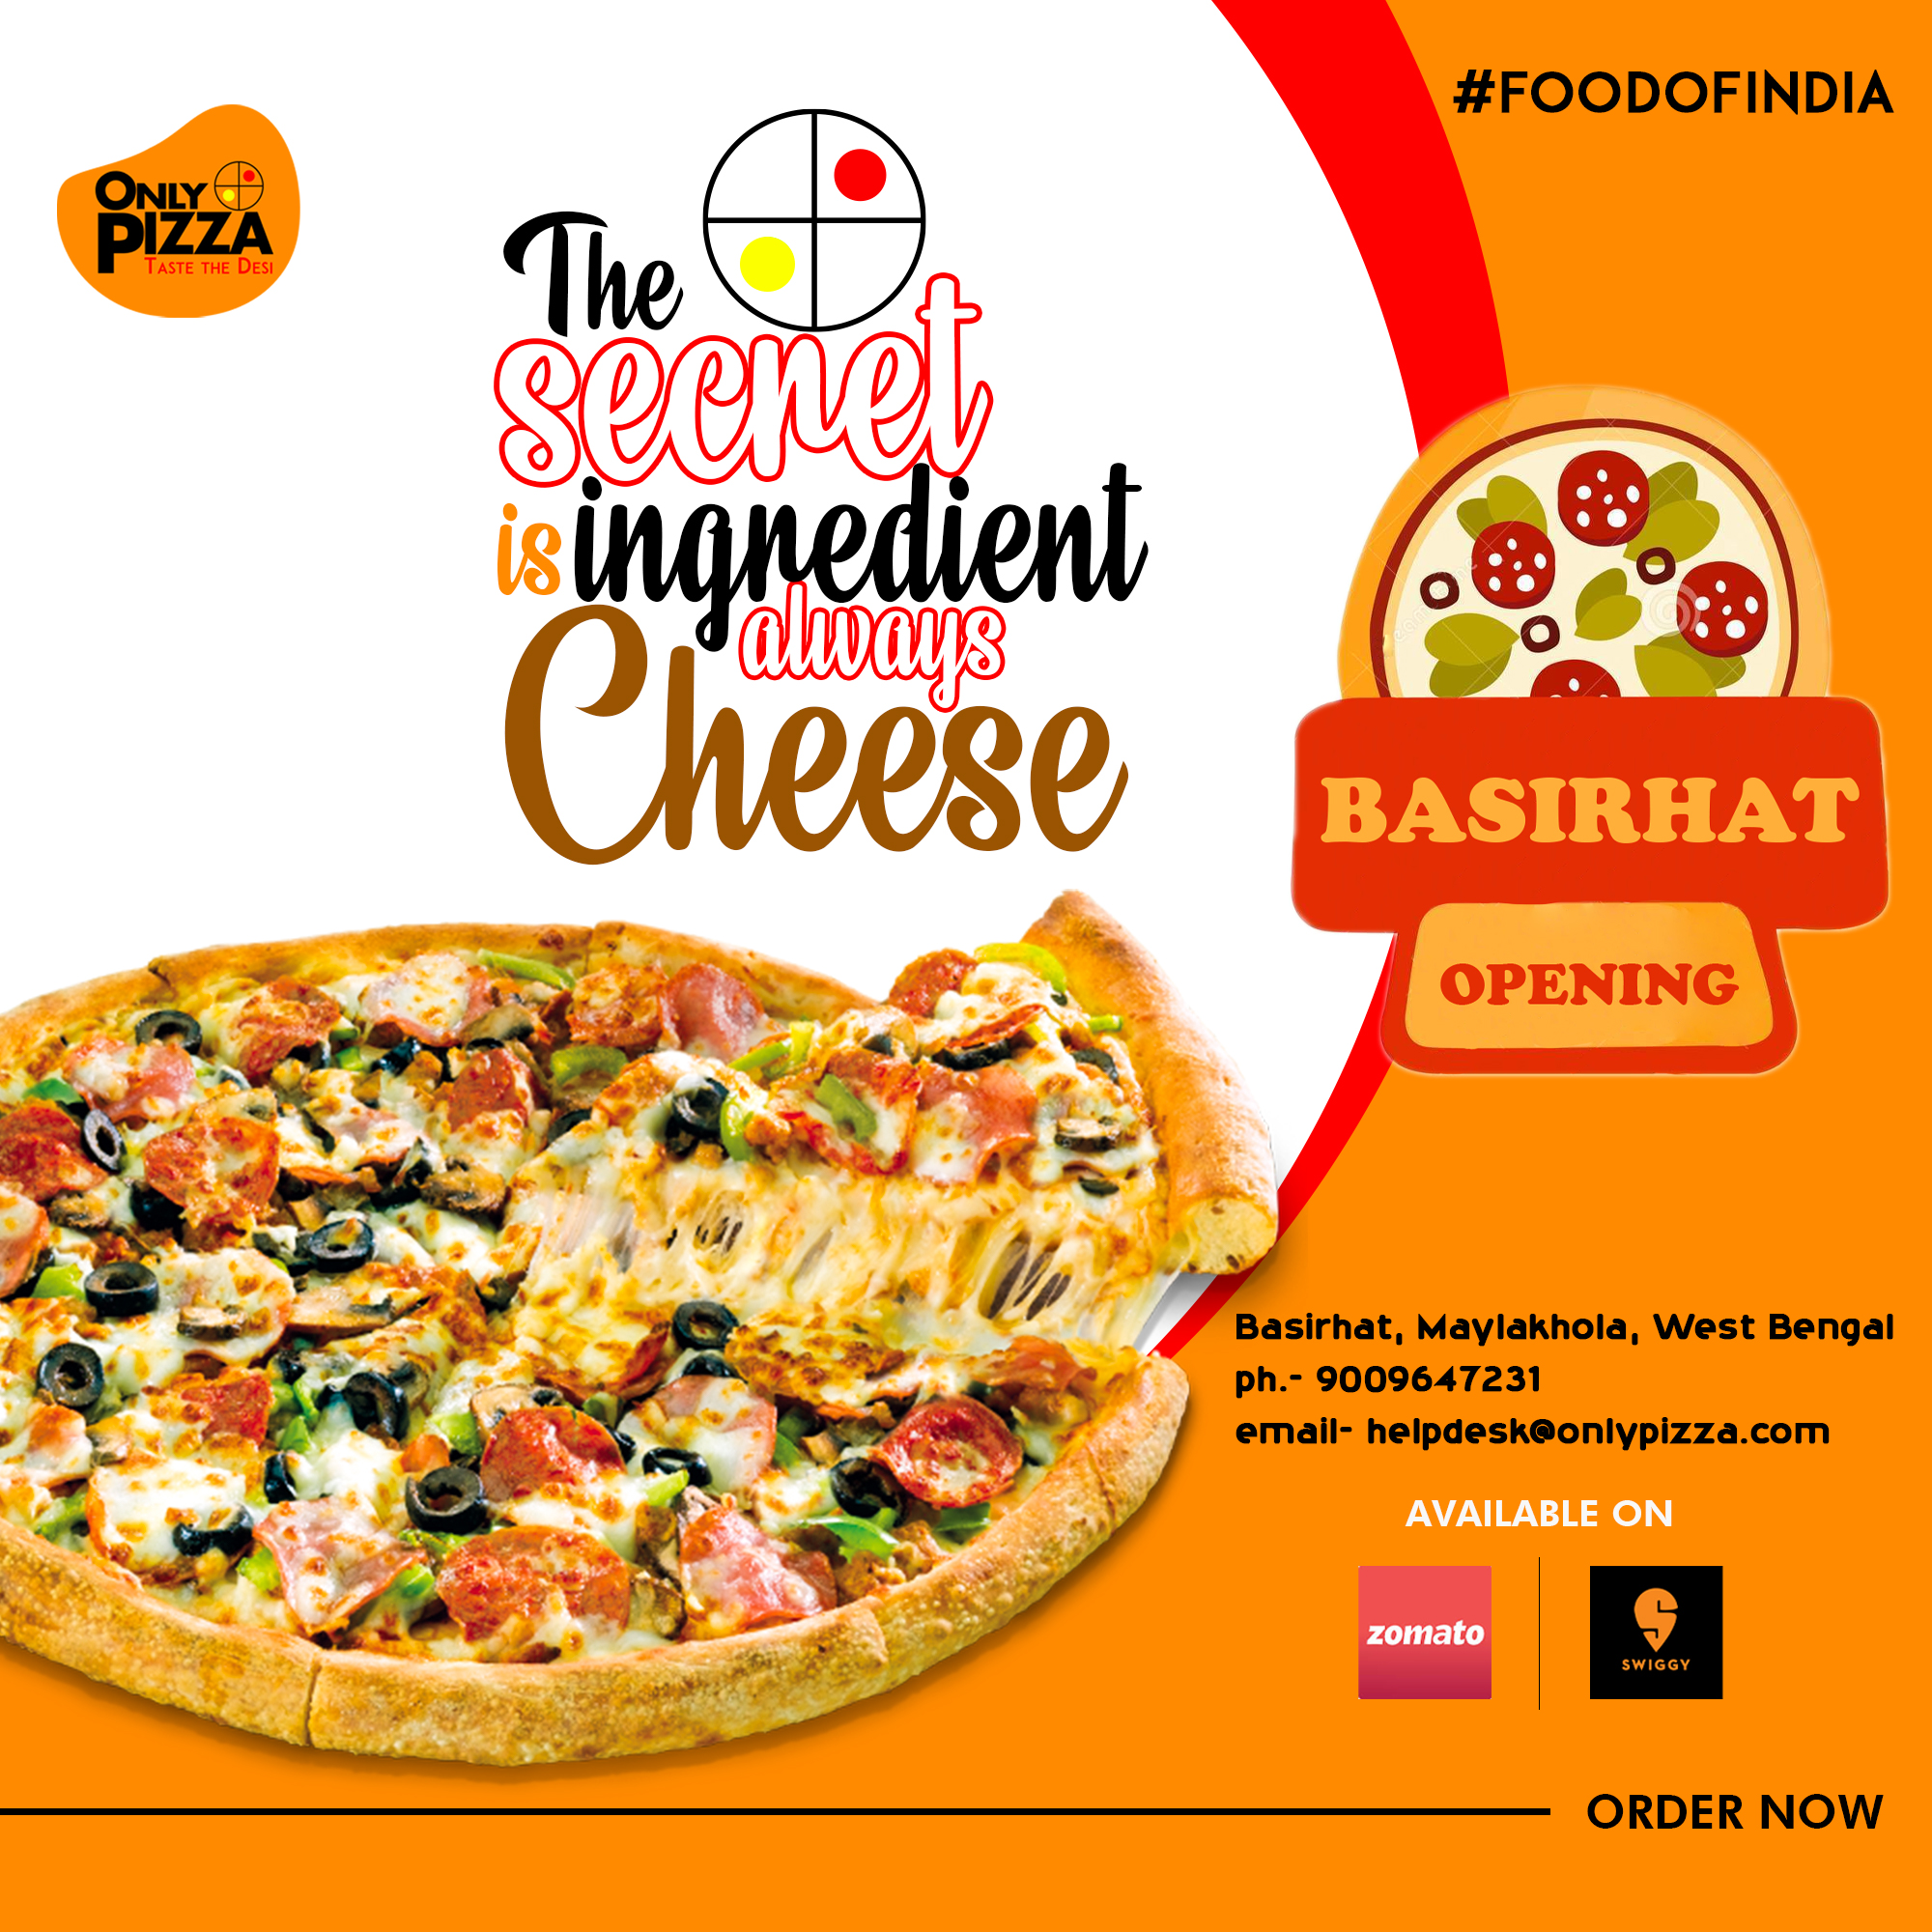 #FOODOFINDIA
ONLY
PIZZA
TASTE THE DESI
The
secret
is ingredient
always
Cheese
BASIRHAT
OPENING
Basirhat, Maylakhola, West Bengal
ph.- 9009647231
email- helpdesk@onlypizza.com
AVAILABLE ON
zomato
SWIGGY
ORDER NOW